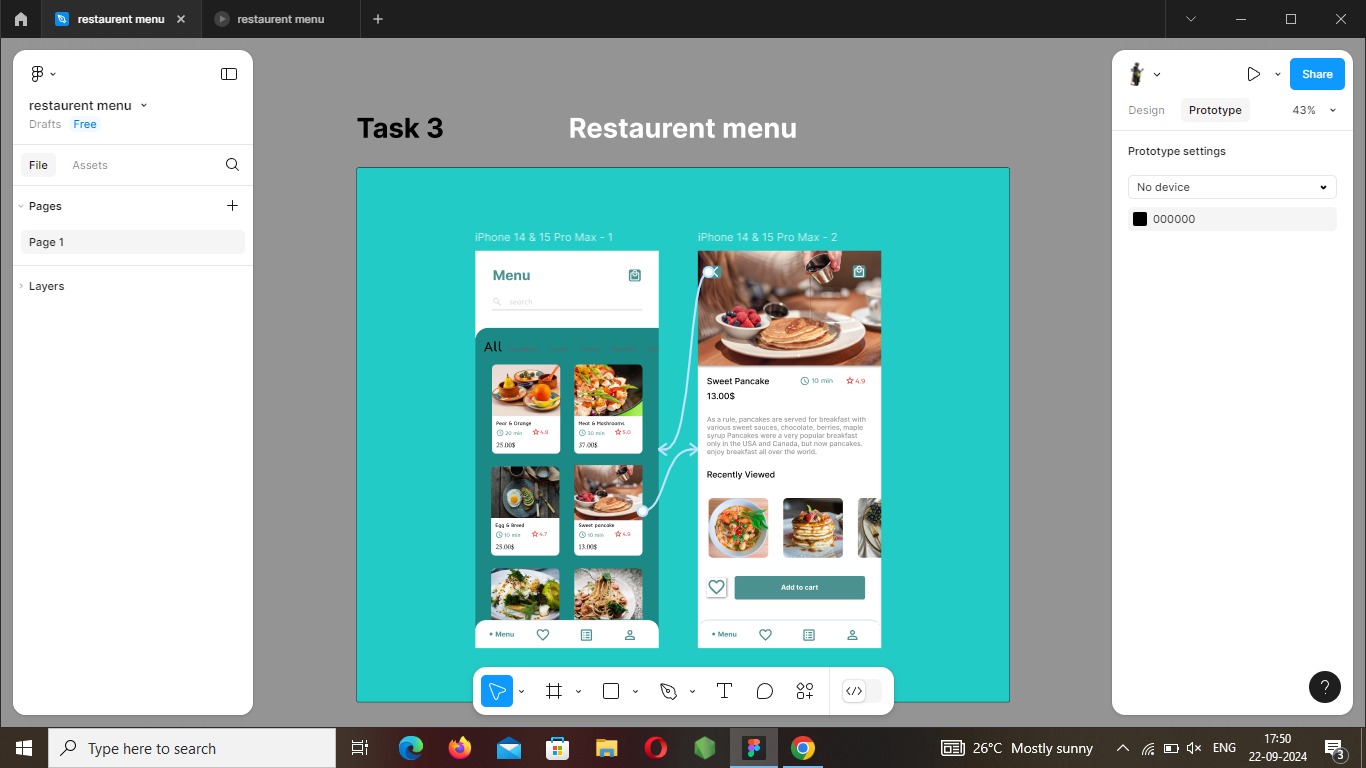 restaurent menu
restaurent menu
restaurent menu
Drafts Free
File Assets
Pages
Page 1
Layers
Task 3 Restaurent menu
iPhone 14 & 15 Pro Max - 1
Menu
search
All
Pear & Orange
20 min 4.8
25.00$
Meat & Mashrooms
30 min 5.0
37.00$
Egg & Bread
10 min 4.7
25.00$
Sweet pancake
10 min 4.9
13.00$
• Menu
iPhone 14 & 15 Pro Max - 2
Sweet Pancake 10 min 4.9
13.00$
As a rule, pancakes are served for breakfast with
various sweet sauces, chocolate, berries, maple
syrup Pancakes were a very popular breakfast
only in the USA and Canada, but now pancakes.
enjoy breakfast all over the world.
Recently Viewed
Add to cart
• Menu
Share
Design Prototype 43%
Prototype settings
No device
000000
?
Type here to search
26°C Mostly sunny
ENG
17:50
22-09-2024
3